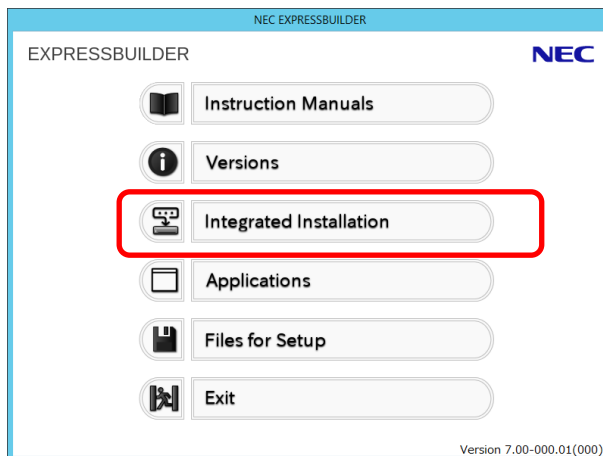 NEC EXPRESSBUILDER
EXPRESSBUILDER
NEC
Instruction Manuals
Versions
Integrated Installation
Applications
Files for Setup
Exit
Version 7.00-000.01(000)